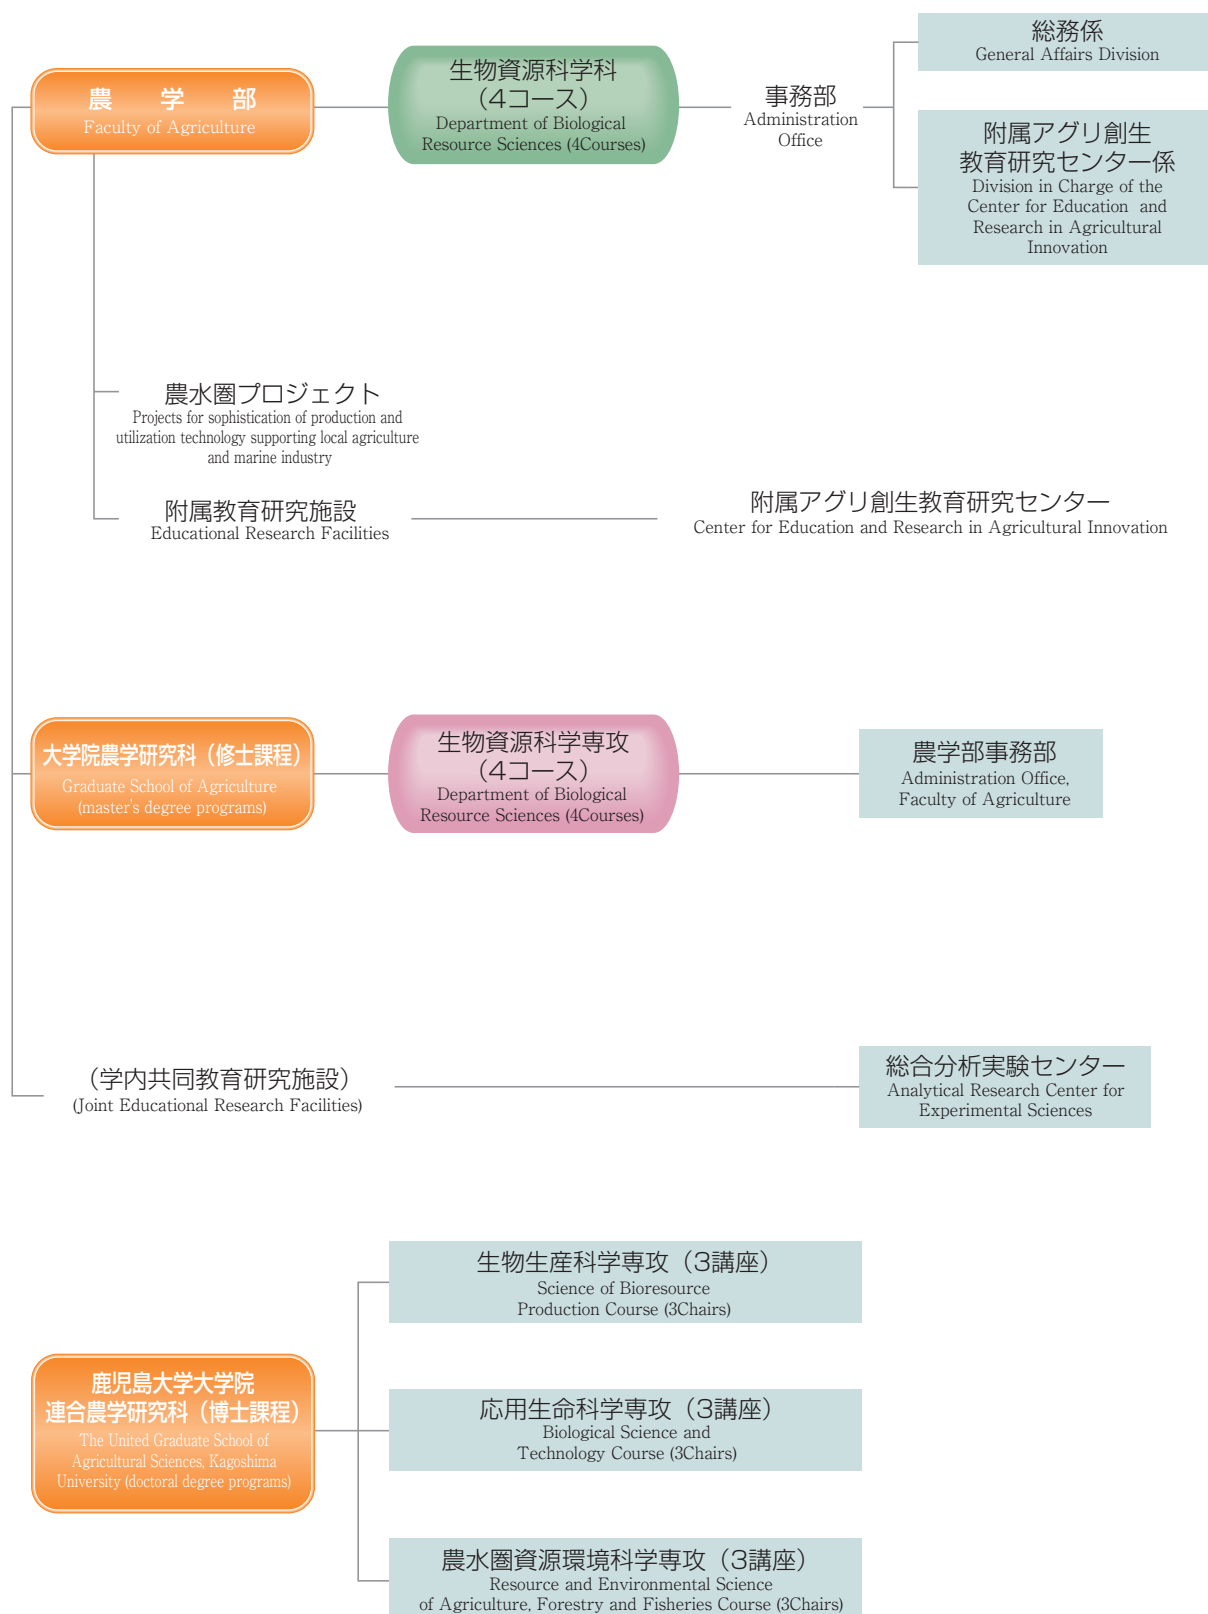 農学部
Faculty of Agriculture
生物資源科学科
（4コース）
Department of Biological
Resource Sciences (4Courses)
事務部
Administration
Office
総務係
General Affairs Division
附属アグリ創生
教育研究センター係
Division in Charge of the
Center for Education and
Research in Agricultural
Innovation
農水圏プロジェクト
Projects for sophistication of production and
utilization technology supporting local agriculture
and marine industry
附属教育研究施設
Educational Research Facilities
附属アグリ創生教育研究センター
Center for Education and Research in Agricultural Innovation
大学院農学研究科（修士課程）
Graduate School of Agriculture
(master's degree programs)
生物資源科学専攻
（4コース）
Department of Biological
Resource Sciences (4Courses)
農学部事務部
Administration Office,
Faculty of Agriculture
（学内共同教育研究施設）
(Joint Educational Research Facilities)
総合分析実験センター
Analytical Research Center for
Experimental Sciences
鹿児島大学大学院
連合農学研究科（博士課程）
The United Graduate School of
Agricultural Sciences, Kagoshima
University (doctoral degree programs)
生物生産科学専攻（3講座）
Science of Bioresource
Production Course (3Chairs)
応用生命科学専攻（3講座）
Biological Science and
Technology Course (3Chairs)
農水圏資源環境科学専攻（3講座）
Resource and Environmental Science
of Agriculture, Forestry and Fisheries Course (3Chairs)